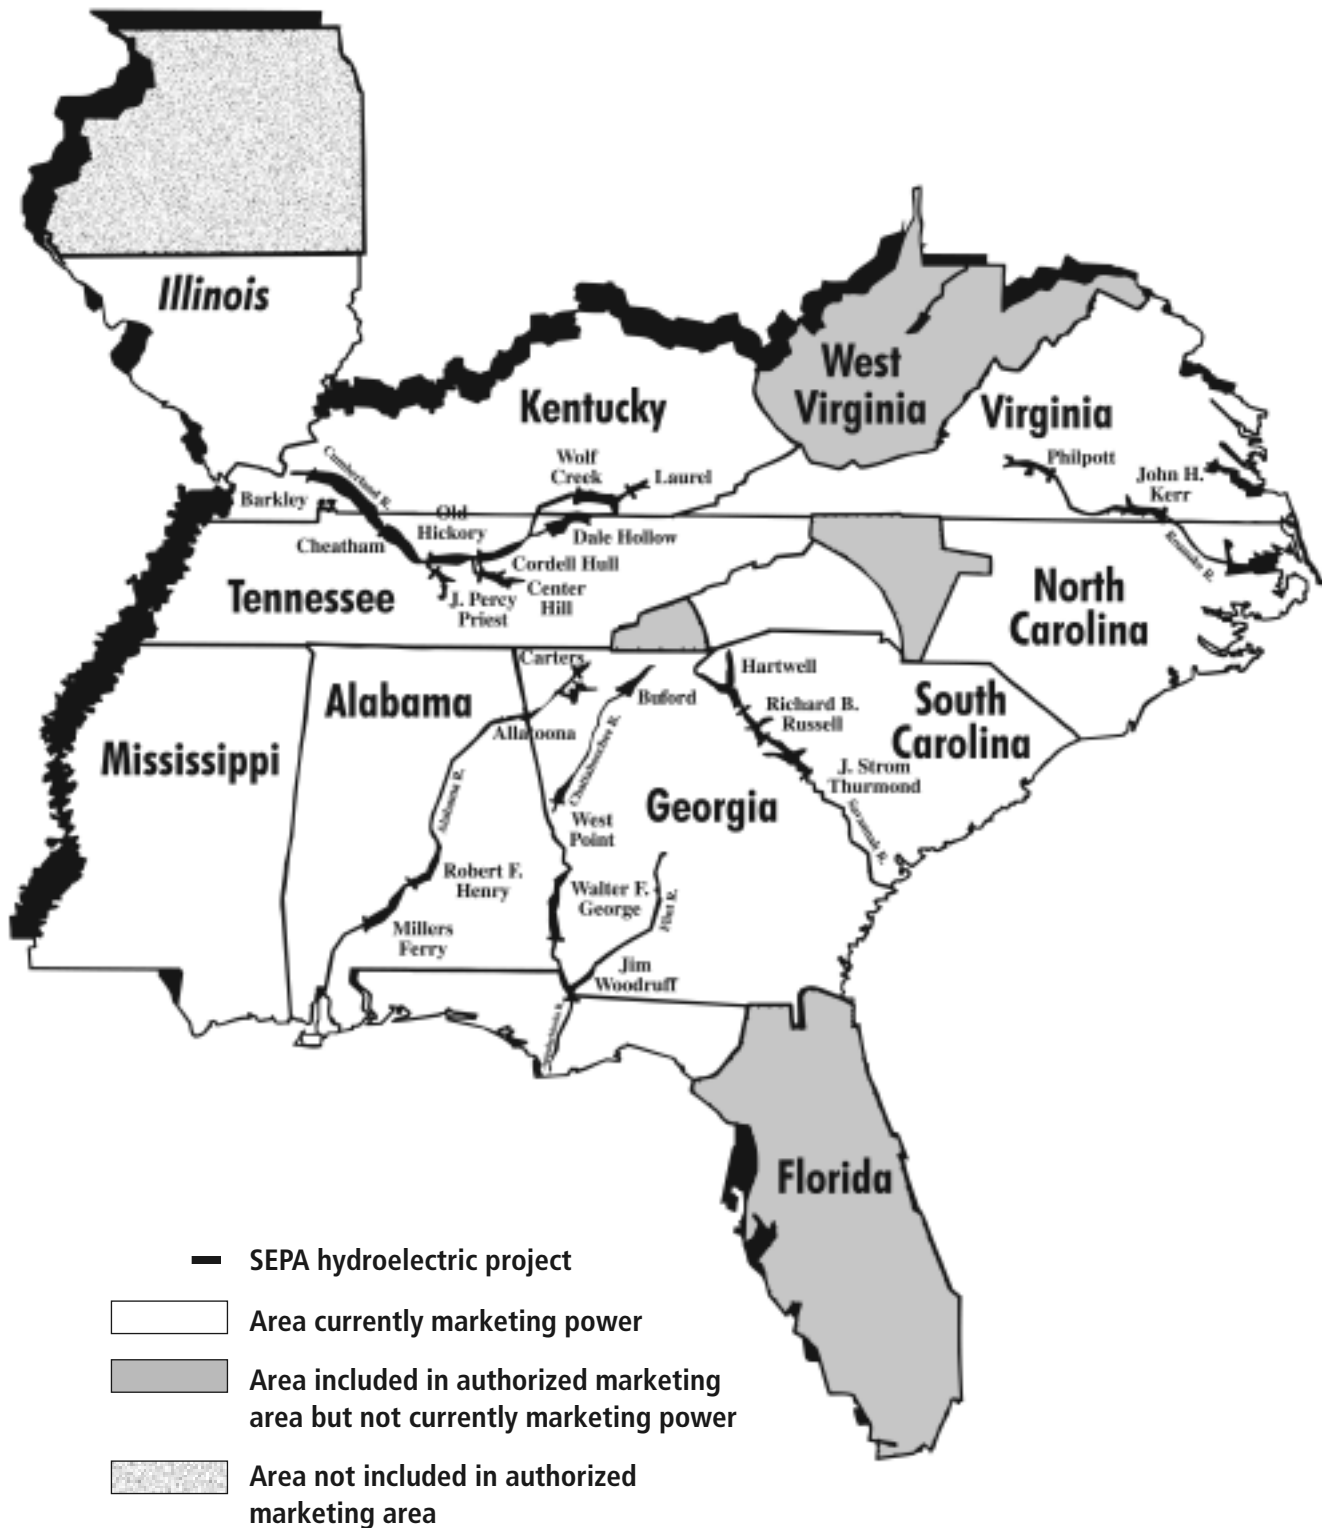 Illinois
West
Virginia
Kentucky
Virginia
Wolf
Creek
Laurel
Philpott
John H.
Kerr
Cumberland R.
Barkley
Old
Hickory
Cheatham
Dale Hollow
Cordell Hull
Center
Hill
J. Percy
Priest
Roanoke R.
Tennessee
North
Carolina
Carters
Hartwell
Buford
Alabama
South
Carolina
Richard B.
Russell
Allatoona
Mississippi
Chattahoochee R.
Alabama R.
J. Strom
Thurmond
Savannah R.
Georgia
West
Point
Robert F.
Henry
Walter F.
George
Flint R.
Millers
Ferry
Jim
Woodruff
Florida
SEPA hydroelectric project
Area currently marketing power
Area included in authorized marketing
area but not currently marketing power
Area not included in authorized
marketing area